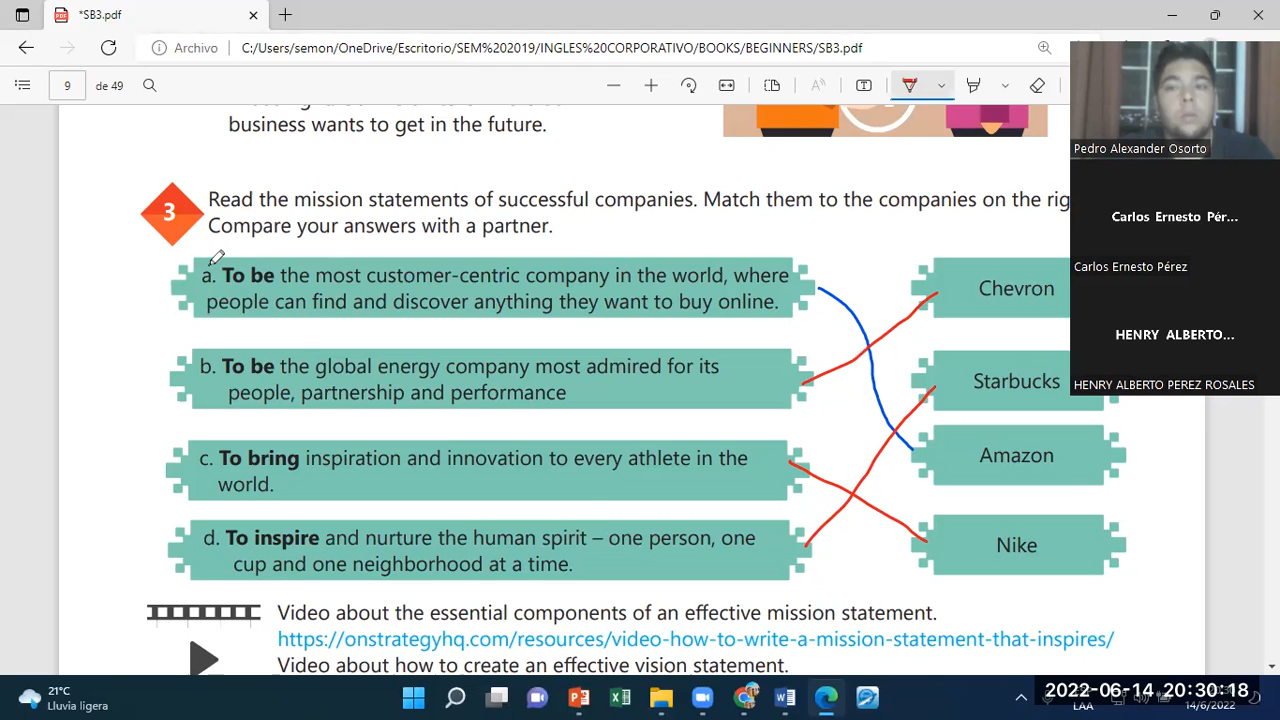 *SB3.pdf
Archivo
C:/Users/semon/OneDrive/Escritorio/SEM%202019/INGLES%20CORPORATIVO/BOOKS/BEGINNERS/SB3.pdf
9 de 49
business wants to get in the future.
Pedro Alexander Osorto
3
Read the mission statements of successful companies. Match them to the companies on the rig
Compare your answers with a partner.
Carlos Ernesto Pér...
Carlos Ernesto Pérez
HENRY ALBERTO...
HENRY ALBERTO PEREZ ROSALES
a. To be the most customer-centric company in the world, where
people can find and discover anything they want to buy online.
Chevron
b. To be the global energy company most admired for its
people, partnership and performance
Starbucks
c. To bring inspiration and innovation to every athlete in the
world.
Amazon
d. To inspire and nurture the human spirit – one person, one
cup and one neighborhood at a time.
Nike
Video about the essential components of an effective mission statement.
https://onstrategyhq.com/resources/video-how-to-write-a-mission-statement-that-inspires/
Video about how to create an effective vision statement.
21°C
Lluvia ligera
2022-06-14 20:30:18
LAA
14/6/2022